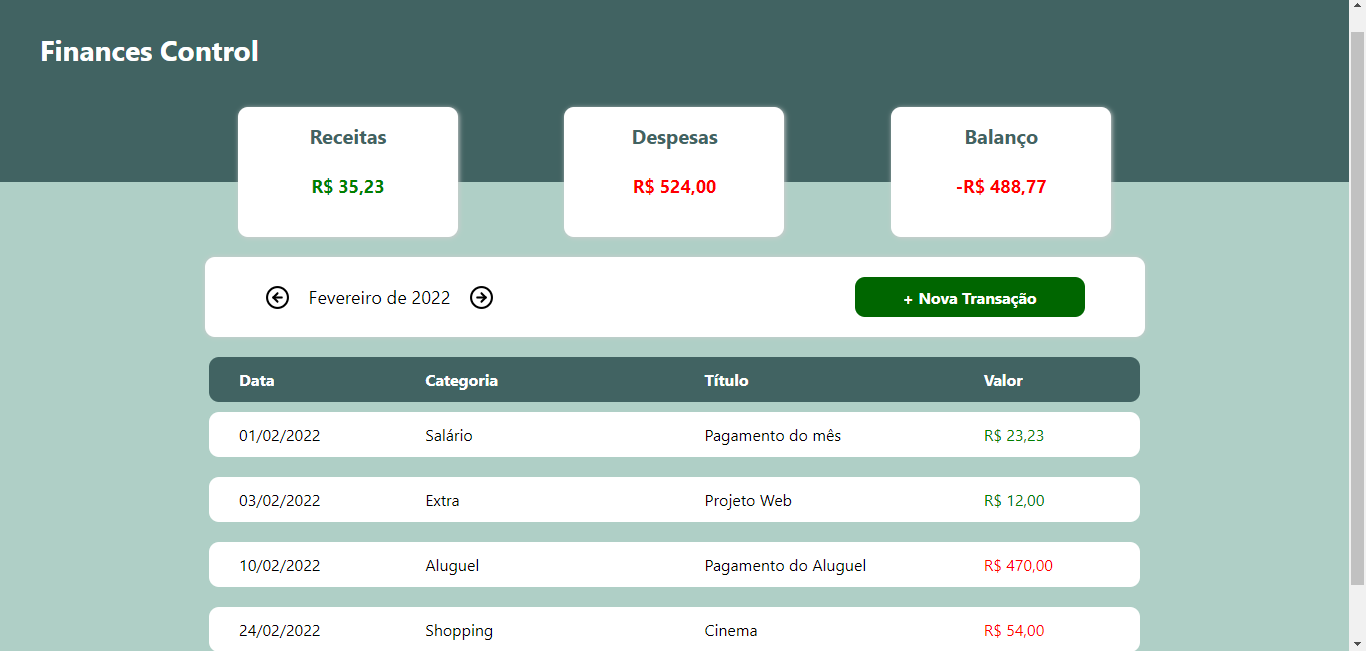 Finances Control
Receitas Despesas Balanço
R$ 35,23 R$ 524,00 -R$ 488,77
Fevereiro de 2022 + Nova Transação
Data Categoria Título Valor
01/02/2022 Salário Pagamento do mês R$ 23,23
03/02/2022 Extra Projeto Web R$ 12,00
10/02/2022 Aluguel Pagamento do Aluguel R$ 470,00
24/02/2022 Shopping Cinema R$ 54,00